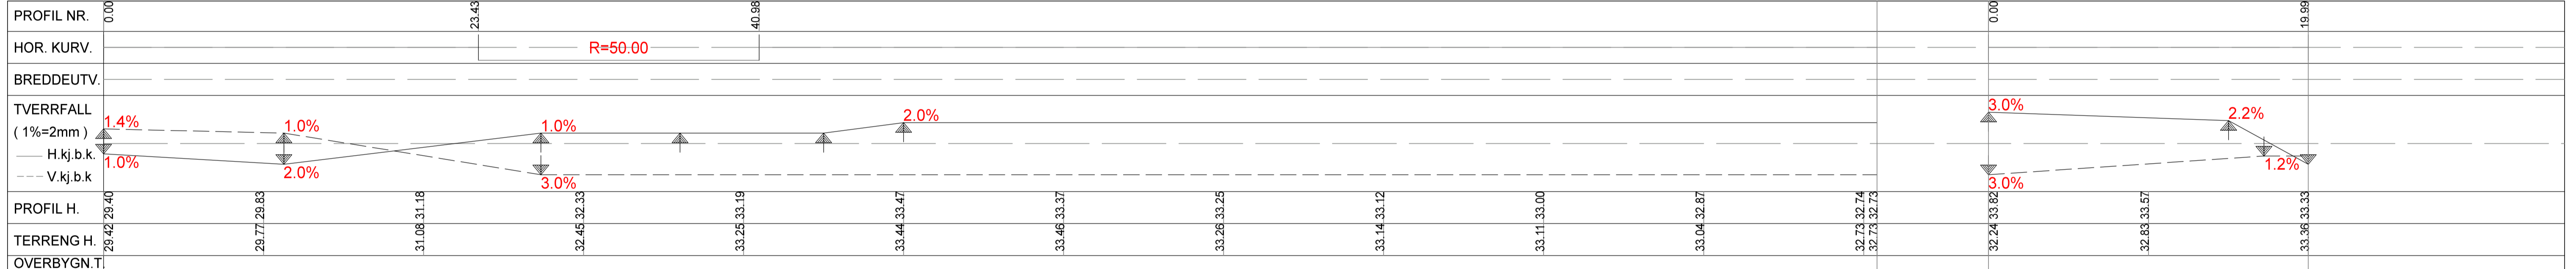 PROFIL NR. 0.00 23.43 40.98 0.00 19.99
HOR. KURV. R=50.00
BREDDEUTV.
TVERRFALL
( 1%=2mm )
H.kj.b.k.
V.kj.b.k
1.4% 1.0% 1.0% 2.0% 3.0% 2.2%
1.0% 2.0% 3.0% 3.0% 1.2%
PROFIL H. 29.40 29.83 31.18 32.33 33.19 33.47 33.37 33.25 33.12 33.00 32.87 32.74 32.73 33.82 33.57 33.33
TERRENG H. 29.42 29.77 31.08 32.45 33.25 33.44 33.46 33.26 33.14 33.11 33.04 32.73 32.73 32.24 32.83 33.36
OVERBYGN.T.